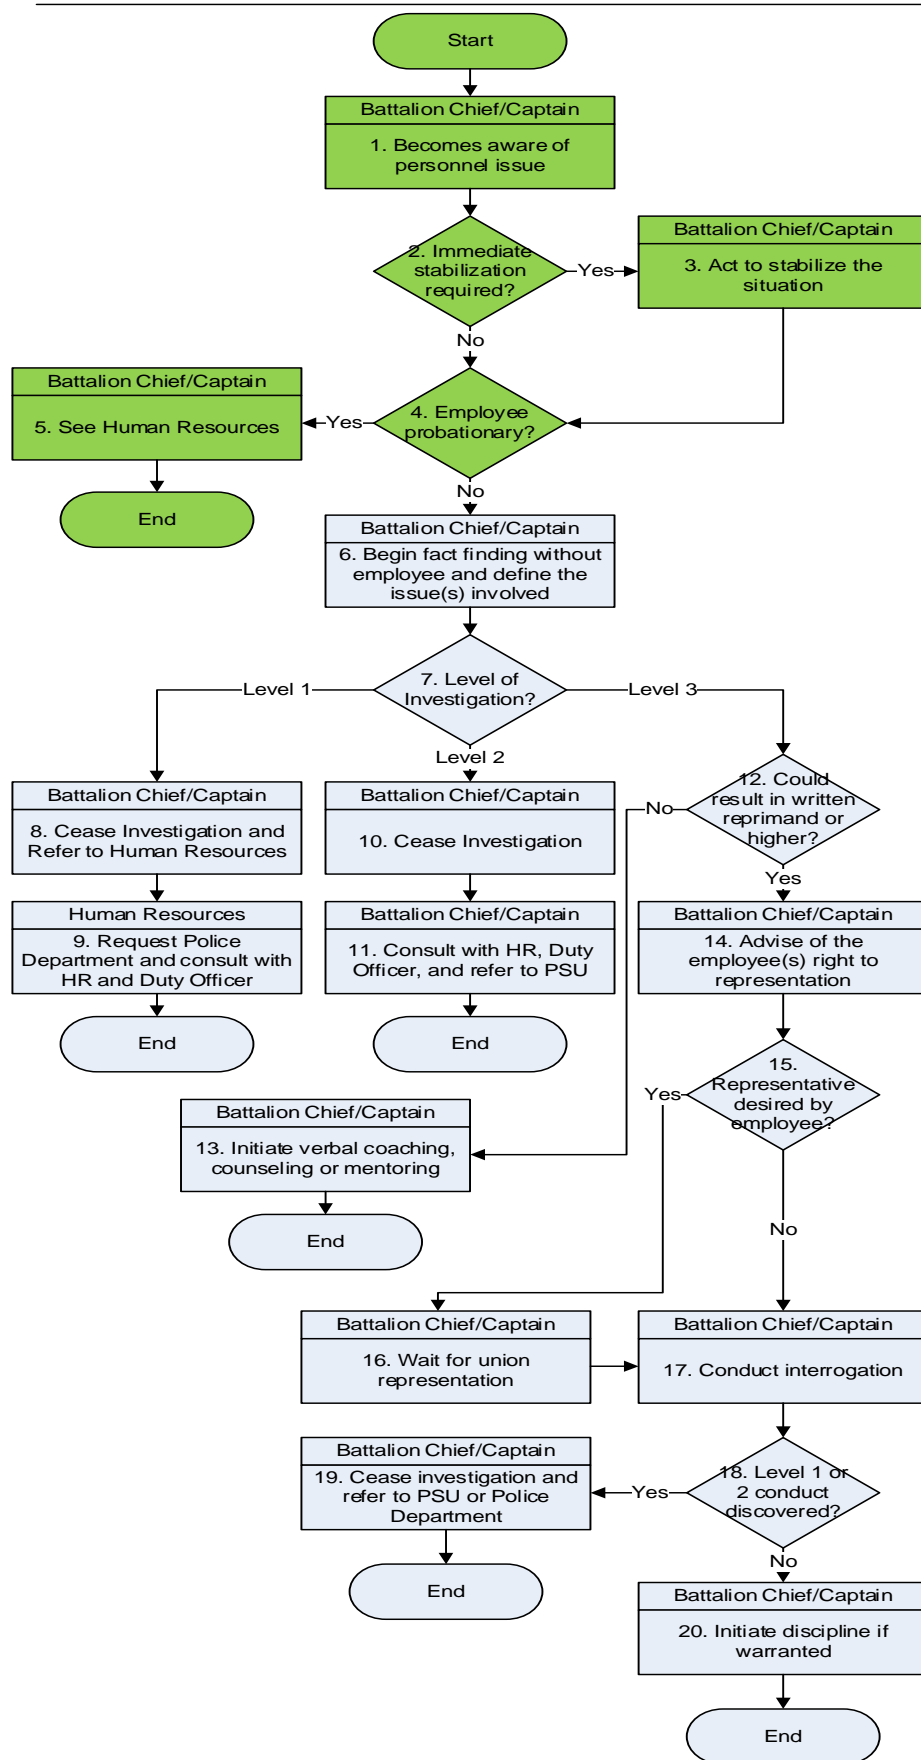 Start
Battalion Chief/Captain
1. Becomes aware of
personnel issue
2. Immediate
stabilization
required?
Yes
Battalion Chief/Captain
3. Act to stabilize the
situation
No
Battalion Chief/Captain
5. See Human Resources
Yes
4. Employee
probationary?
End
No
Battalion Chief/Captain
6. Begin fact finding without
employee and define the
issue(s) involved
Level 1
7. Level of
Investigation?
Level 3
Level 2
Battalion Chief/Captain
8. Cease Investigation and
Refer to Human Resources
Battalion Chief/Captain
10. Cease Investigation
No
12. Could
result in written
reprimand or
higher?
Yes
Human Resources
9. Request Police
Department and consult with
HR and Duty Officer
Battalion Chief/Captain
11. Consult with HR, Duty
Officer, and refer to PSU
Battalion Chief/Captain
14. Advise of the
employee(s) right to
representation
End
End
Yes
15.
Representative
desired by
employee?
Battalion Chief/Captain
13. Initiate verbal coaching,
counseling or mentoring
End
No
Battalion Chief/Captain
16. Wait for union
representation
Battalion Chief/Captain
17. Conduct interrogation
Battalion Chief/Captain
19. Cease investigation and
refer to PSU or Police
Department
Yes
18. Level 1 or
2 conduct
discovered?
End
No
Battalion Chief/Captain
20. Initiate discipline if
warranted
End